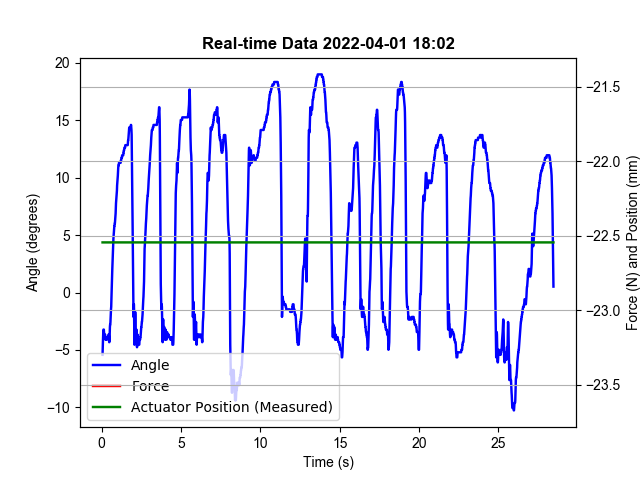 Real-time Data 2022-04-01 18:02
20
15
10
5
0
−5
−10
Angle (degrees)
−21.5
−22.0
−22.5
−23.0
−23.5
Force (N) and Position (mm)
Angle
Force
Actuator Position (Measured)
0 5 10 15 20 25
Time (s)